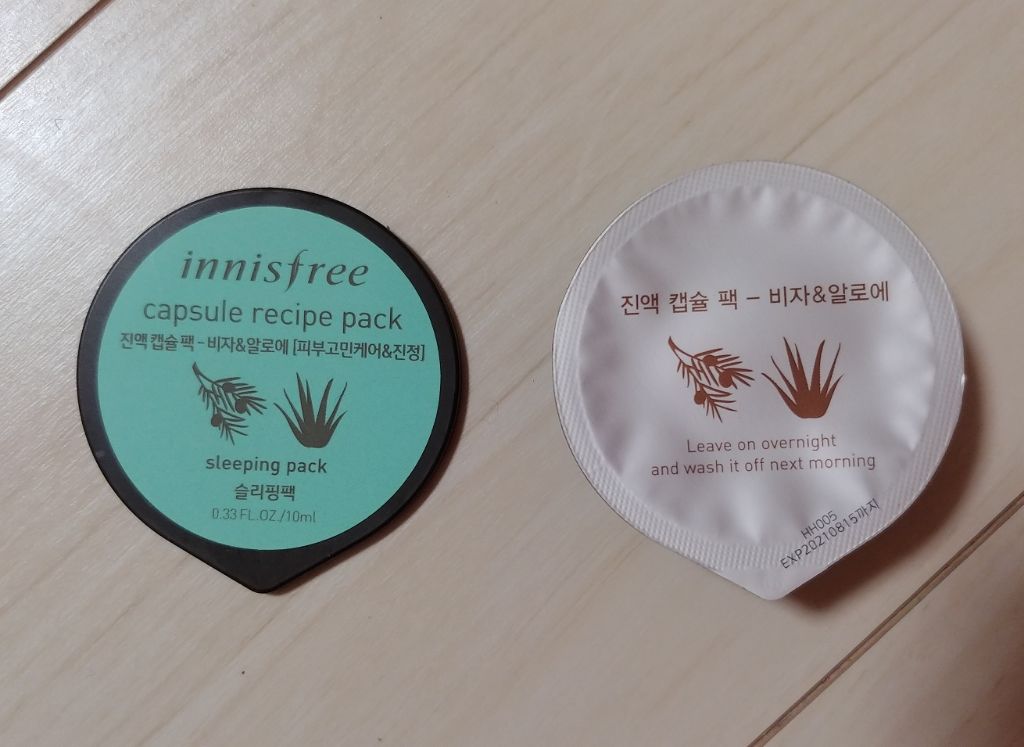 innisfree
capsule recipe pack
진액 캡슐 팩 - 비자&알로에 [피부고민케어&진정]
sleeping pack
슬리핑팩
0.33 FL.OZ./10ml
진액 캡슐 팩 - 비자&알로에
Leave on overnight
and wash it off next morning
HH005
EXP20210815까지